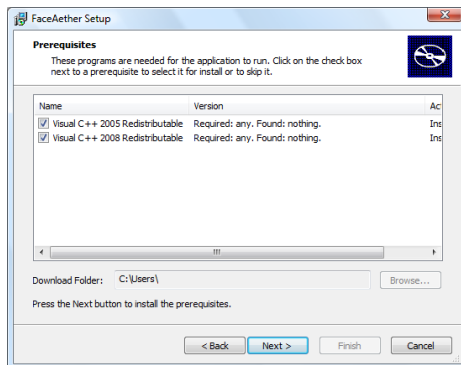 FaceAether Setup
Prerequisites
These programs are needed for the application to run. Click on the check box
next to a prerequisite to select it for install or to skip it.
Name Version Ac
Visual C++ 2005 Redistributable Required: any. Found: nothing. Ins
Visual C++ 2008 Redistributable Required: any. Found: nothing. Ins
Download Folder: C:\Users\ Browse...
Press the Next button to install the prerequisites.
< Back Next > Finish Cancel